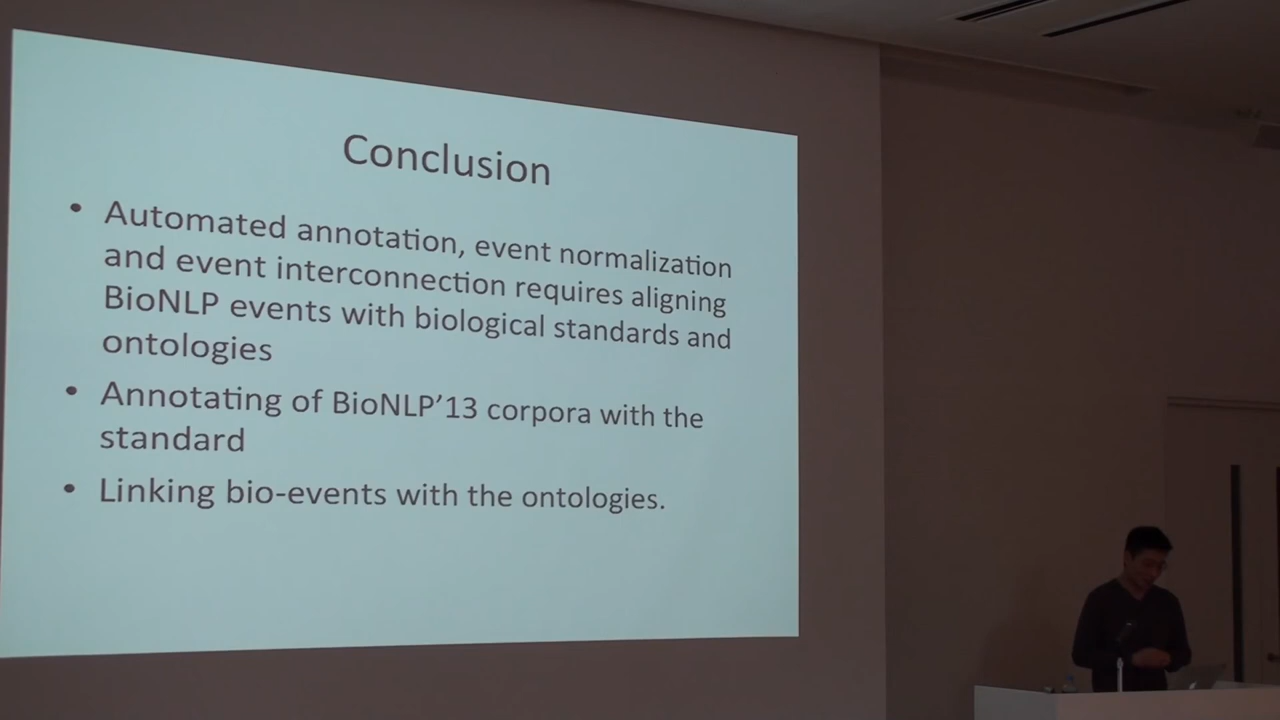 Conclusion
• Automated annotation, event normalization
and event interconnection requires aligning
BioNLP events with biological standards and
ontologies
• Annotating of BioNLP’13 corpora with the
standard
• Linking bio-events with the ontologies.